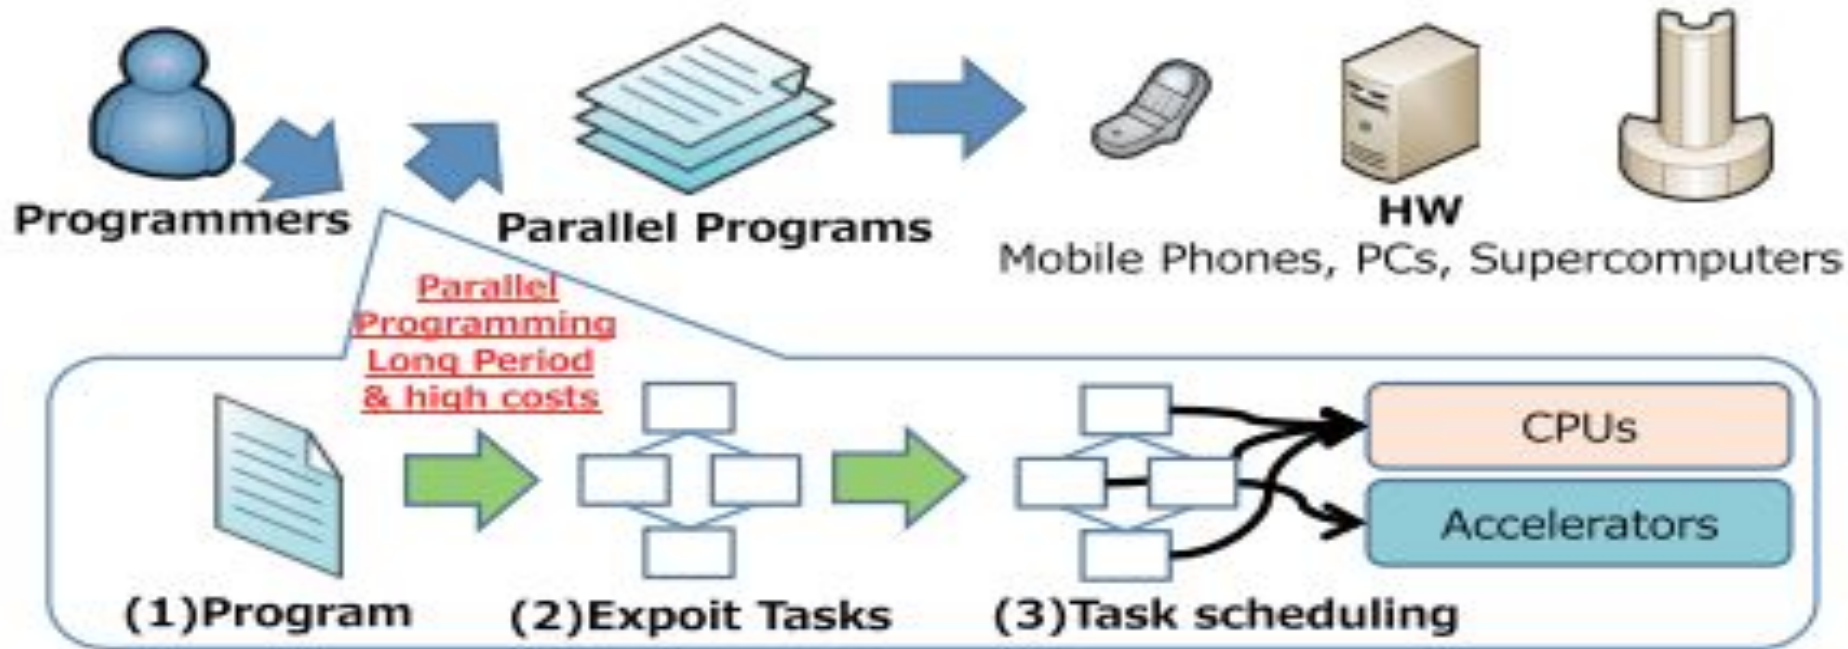 Programmers
Parallel Programs
HW
Mobile Phones, PCs, Supercomputers
Parallel
Programming
Long Period
& high costs
CPUs
Accelerators
(1)Program
(2)Expoit Tasks
(3)Task scheduling